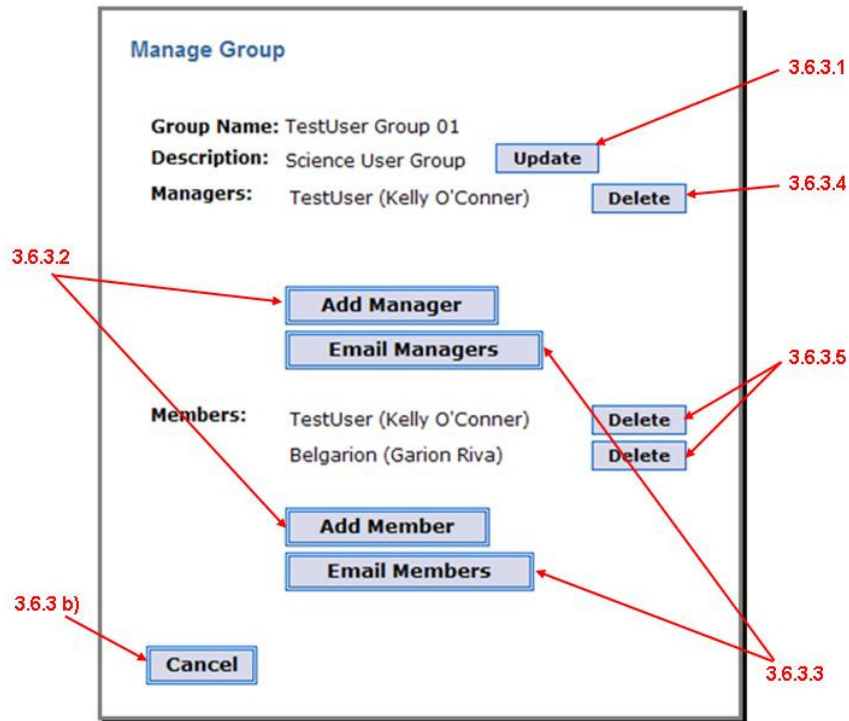 Manage Group
3.6.3.1
Group Name: TestUser Group 01
Description: Science User Group Update
Managers: TestUser (Kelly O'Conner) Delete
3.6.3.4
3.6.3.2
Add Manager
Email Managers
3.6.3.5
Members: TestUser (Kelly O'Conner) Delete
Belgarion (Garion Riva) Delete
Add Member
Email Members
3.6.3 b)
Cancel
3.6.3.3